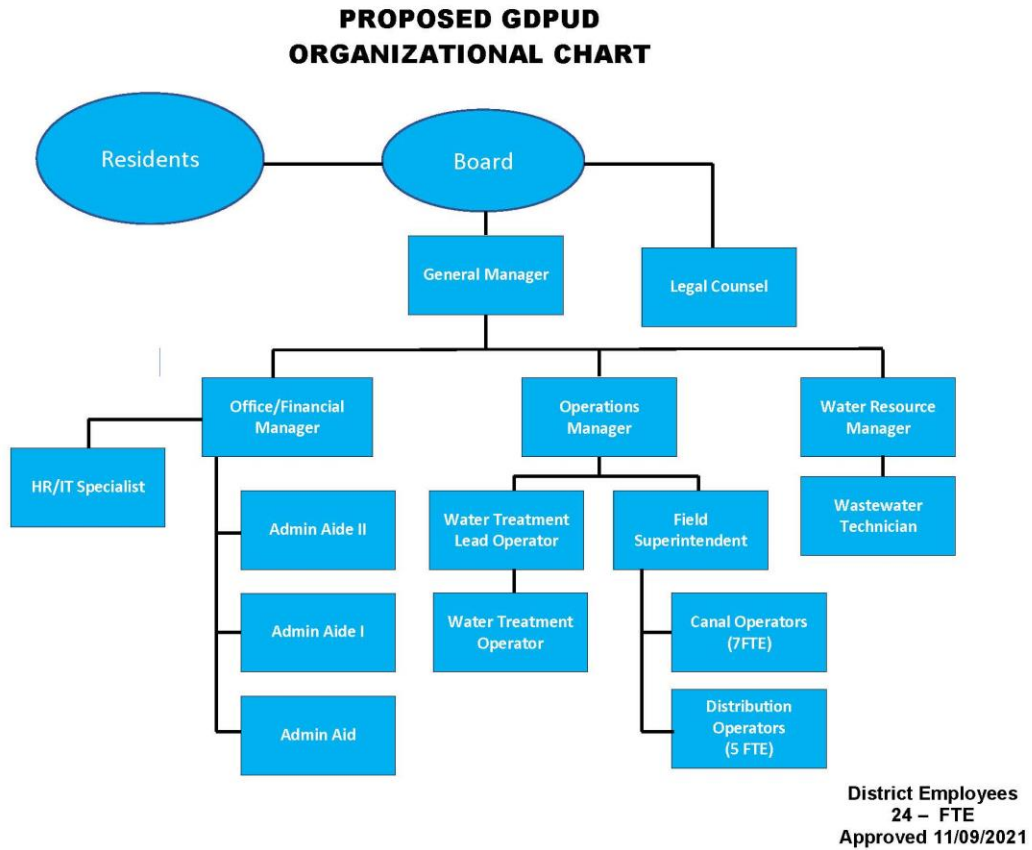 PROPOSED GDPUD
ORGANIZATIONAL CHART
Residents
Board
General Manager
Legal Counsel
Office/Financial
Manager
Operations
Manager
Water Resource
Manager
HR/IT Specialist
Admin Aide II
Water Treatment
Lead Operator
Field
Superintendent
Wastewater
Technician
Admin Aide I
Water Treatment
Operator
Canal Operators
(7FTE)
Admin Aid
Distribution
Operators
(5 FTE)
District Employees
24 – FTE
Approved 11/09/2021